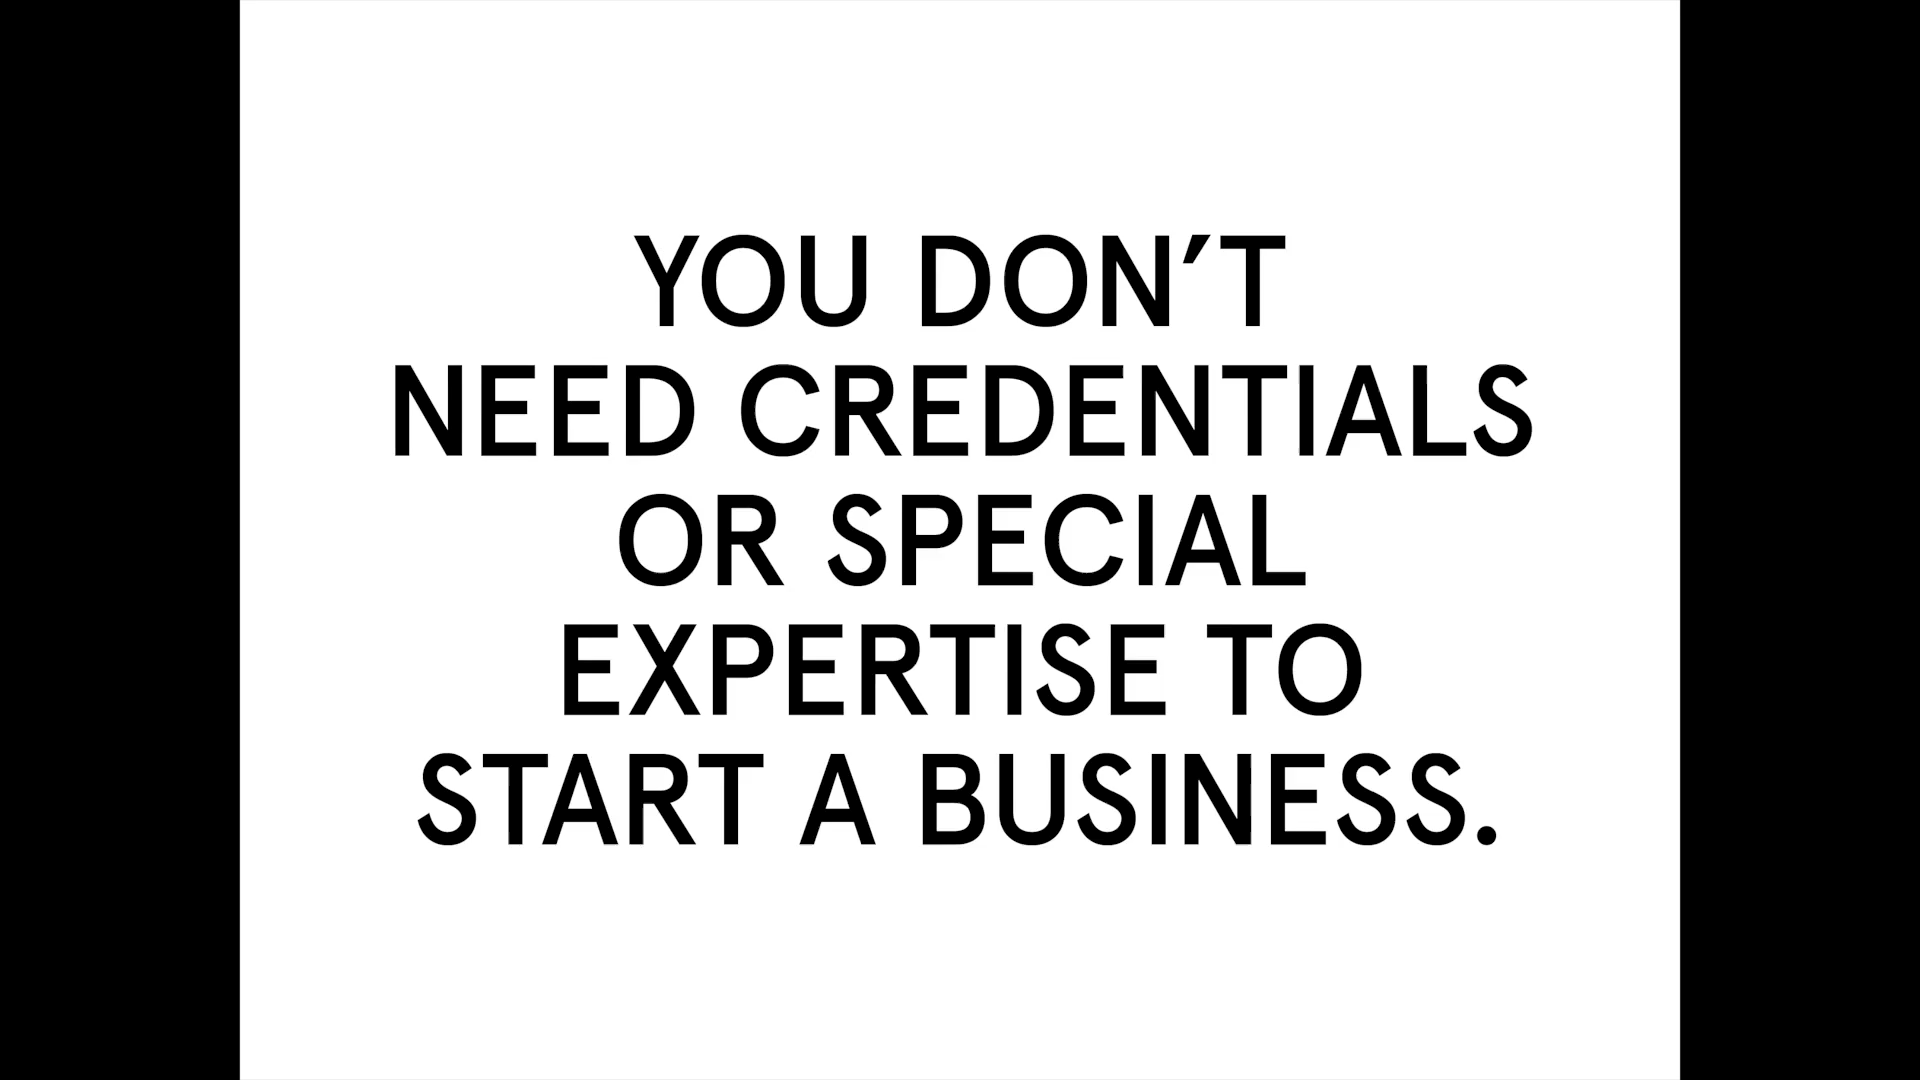 YOU DON’T
NEED CREDENTIALS
OR SPECIAL
EXPERTISE TO
START A BUSINESS.